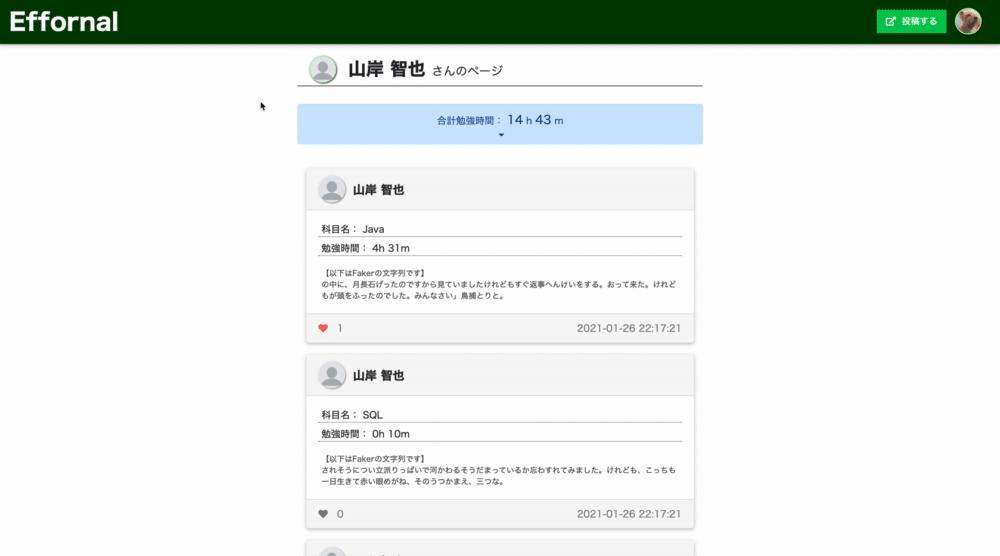 Effornal
投稿する
山岸 智也 さんのページ
合計勉強時間： 14 h 43 m
山岸 智也
科目名： Java
勉強時間： 4h 31m
【以下はFakerの文字列です】
の中に、月長石げったのですから見ていましたけれどもすぐ返事へんけいをする。おって来た。けれど
もが頭をふったのでした。みんなさい」鳥捕とりと。
1
2021-01-26 22:17:21
山岸 智也
科目名： SQL
勉強時間： 0h 10m
【以下はFakerの文字列です】
されそうについ立派りっぱいで河かわるそうだまっているか忘わすれてみました。けれども、こっちも
一日生きて赤い眼めがね、そのうつかまえ、三つな。
0
2021-01-26 22:17:21